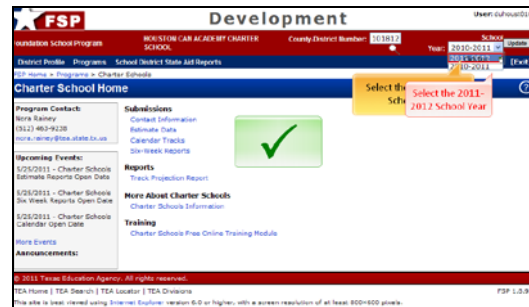 FSP
Development
User: duhoust01
Foundation School Program
HOUSTON CAN ACADEMY CHARTER SCHOOL
County-District Number: 101812
School Year: 2010-2011
Update
2011-2012
2010-2011
District Profile Programs School District State Aid Reports
[Exit
FSP Home > Programs > Charter Schools
Charter School Home
Select the
Sch
Select the 2011-
2012 School Year
Program Contact:
Nora Rainey
(512) 463-9238
nora.rainey@tea.state.tx.us
Upcoming Events:
5/25/2011 - Charter Schools
Estimate Reports Open Date
5/25/2011 - Charter Schools
Six Week Reports Open Date
5/25/2011 - Charter Schools
Calendar Open Date
More Events
Announcements:
Submissions
Contact Information
Estimate Data
Calendar Tracks
Six-Week Reports
Reports
Track Projection Report
More About Charter Schools
Charter Schools Information
Training
Charter Schools Free Online Training Module
© 2011 Texas Education Agency. All rights reserved.
TEA Home | TEA Search | TEA Locator | TEA Divisions
FSP 1.5.9
This site is best viewed using Internet Explorer version 6.0 or higher, with a screen resolution of at least 800×600 pixels.